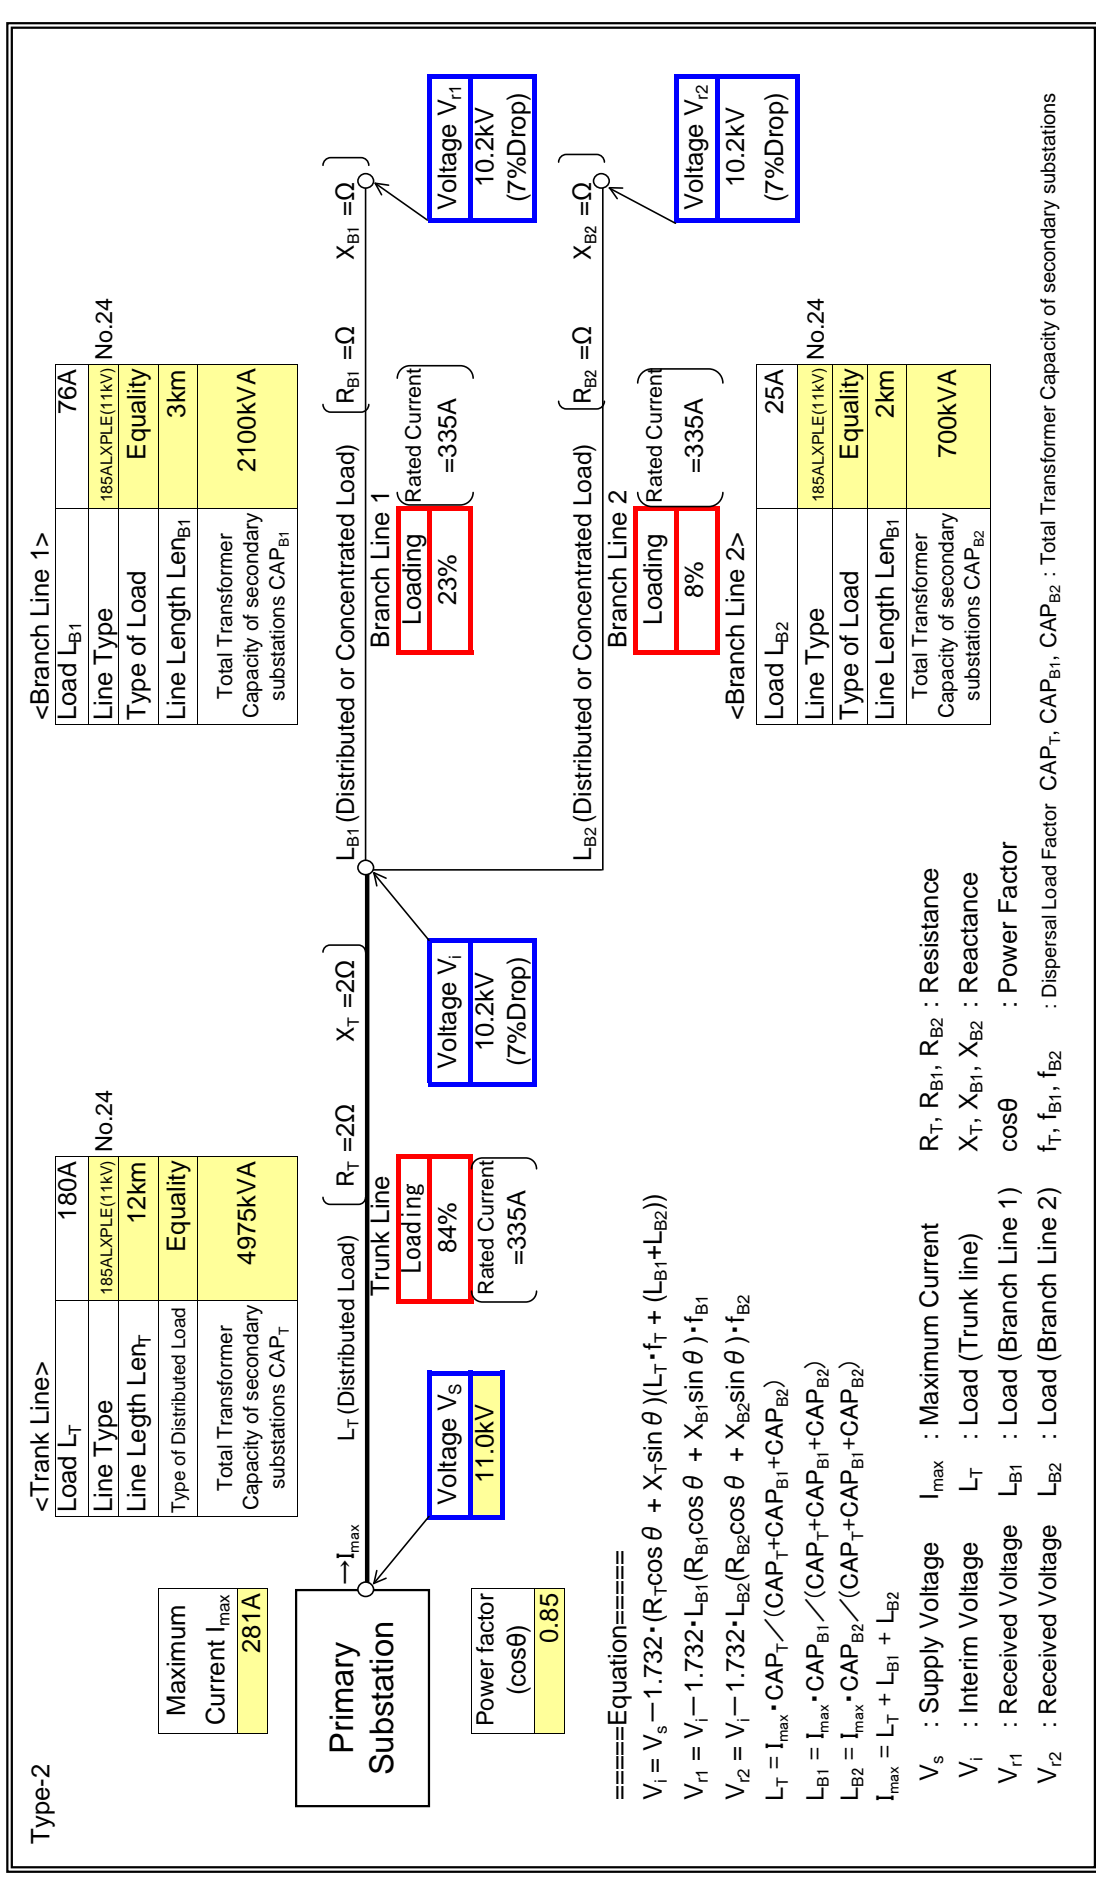 Type-2
<Trank Line>
Load L_T 180A
Line Type 185ALXPLE(11kV) No.24
Line Legth Len_T 12km
Type of Distributed Load Equality
Total Transformer
Capacity of secondary
substations CAP_T
4975kVA
<Branch Line 1>
Load L_B1 76A
Line Type 185ALXPLE(11kV) No.24
Type of Load Equality
Line Length Len_B1 3km
Total Transformer
Capacity of secondary
substations CAP_B1
2100kVA
Maximum
Current I_max
281A
Primary
Substation
→I_max
L_T (Distributed Load)
R_T =2Ω X_T =2Ω
L_B1 (Distributed or Concentrated Load)
R_B1 =Ω X_B1 =Ω
Trunk Line
Loading
84%
Rated Current
=335A
Branch Line 1
Loading
23%
Rated Current
=335A
Voltage V_S
11.0kV
Voltage V_i
10.2kV
(7%Drop)
Voltage V_r1
10.2kV
(7%Drop)
Power factor
(cosθ)
0.85
L_B2 (Distributed or Concentrated Load)
R_B2 =Ω X_B2 =Ω
Branch Line 2
Loading
8%
Rated Current
=335A
Voltage V_r2
10.2kV
(7%Drop)
<Branch Line 2>
Load L_B2 25A
Line Type 185ALXPLE(11kV) No.24
Type of Load Equality
Line Length Len_B1 2km
Total Transformer
Capacity of secondary
substations CAP_B2
700kVA
=====Equation=====
V_i = V_s－1.732･(R_Tcosθ + X_Tsinθ)(L_T･f_T + (L_B1+L_B2))
V_r1 = V_i－1.732･L_B1(R_B1cosθ + X_B1sinθ)･f_B1
V_r2 = V_i－1.732･L_B2(R_B2cosθ + X_B2sinθ)･f_B2
L_T = I_max･CAP_T／(CAP_T+CAP_B1+CAP_B2)
L_B1 = I_max･CAP_B1／(CAP_T+CAP_B1+CAP_B2)
L_B2 = I_max･CAP_B2／(CAP_T+CAP_B1+CAP_B2)
I_max = L_T + L_B1 + L_B2
V_s : Supply Voltage I_max : Maximum Current R_T, R_B1, R_B2 : Resistance
V_i : Interim Voltage L_T : Load (Trunk line) X_T, X_B1, X_B2 : Reactance
V_r1 : Received Voltage L_B1 : Load (Branch Line 1) cosθ : Power Factor
V_r2 : Received Voltage L_B2 : Load (Branch Line 2) f_T, f_B1, f_B2 : Dispersal Load Factor CAP_T, CAP_B1, CAP_B2 : Total Transformer Capacity of secondary substations